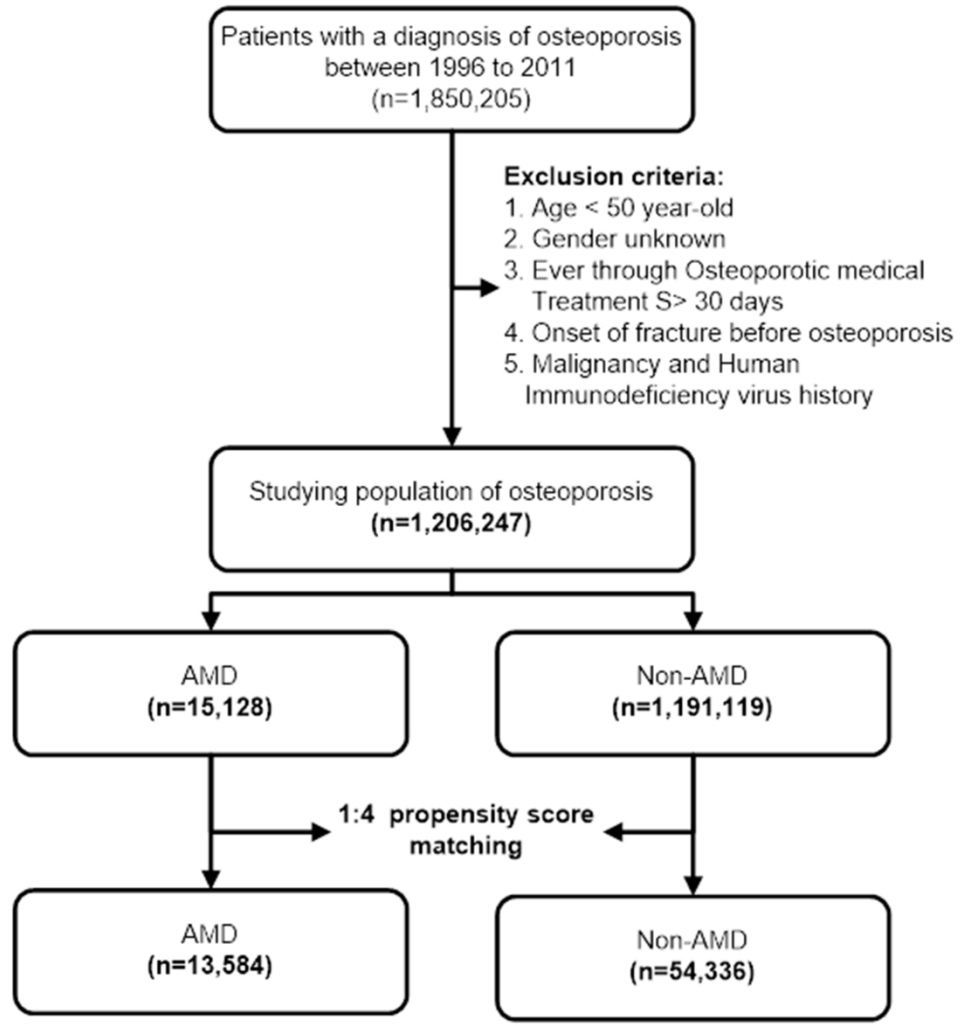 Patients with a diagnosis of osteoporosis
between 1996 to 2011
(n=1,850,205)
Exclusion criteria:
1. Age < 50 year-old
2. Gender unknown
3. Ever through Osteoporotic medical
Treatment S> 30 days
4. Onset of fracture before osteoporosis
5. Malignancy and Human
Immunodeficiency virus history
Studying population of osteoporosis
(n=1,206,247)
AMD
(n=15,128)
Non-AMD
(n=1,191,119)
1:4 propensity score
matching
AMD
(n=13,584)
Non-AMD
(n=54,336)